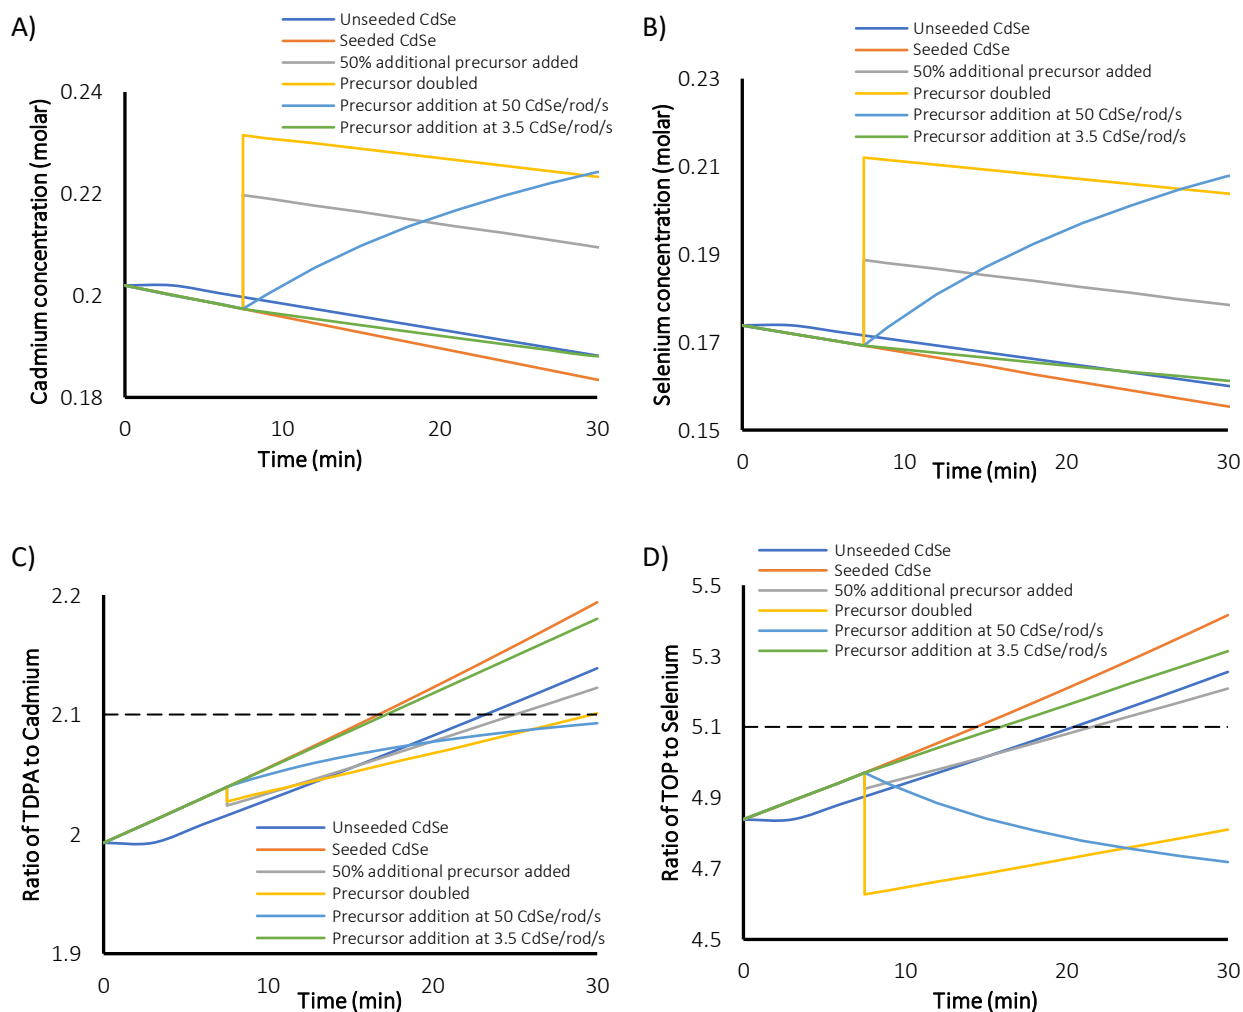 A)
Unseeded CdSe
Seeded CdSe
50% additional precursor added
Precursor doubled
Precursor addition at 50 CdSe/rod/s
Precursor addition at 3.5 CdSe/rod/s
Cadmium concentration (molar)
0.24
0.22
0.2
0.18
0
10
20
30
Time (min)
B)
Unseeded CdSe
Seeded CdSe
50% additional precursor added
Precursor doubled
Precursor addition at 50 CdSe/rod/s
Precursor addition at 3.5 CdSe/rod/s
Selenium concentration (molar)
0.23
0.21
0.19
0.17
0.15
0
10
20
30
Time (min)
C)
Ratio of TDPA to Cadmium
2.2
2.1
2
1.9
Unseeded CdSe
Seeded CdSe
50% additional precursor added
Precursor doubled
Precursor addition at 50 CdSe/rod/s
Precursor addition at 3.5 CdSe/rod/s
0
10
20
30
Time (min)
D)
Unseeded CdSe
Seeded CdSe
50% additional precursor added
Precursor doubled
Precursor addition at 50 CdSe/rod/s
Precursor addition at 3.5 CdSe/rod/s
Ratio of TOP to Selenium
5.5
5.3
5.1
4.9
4.7
4.5
0
10
20
30
Time (min)